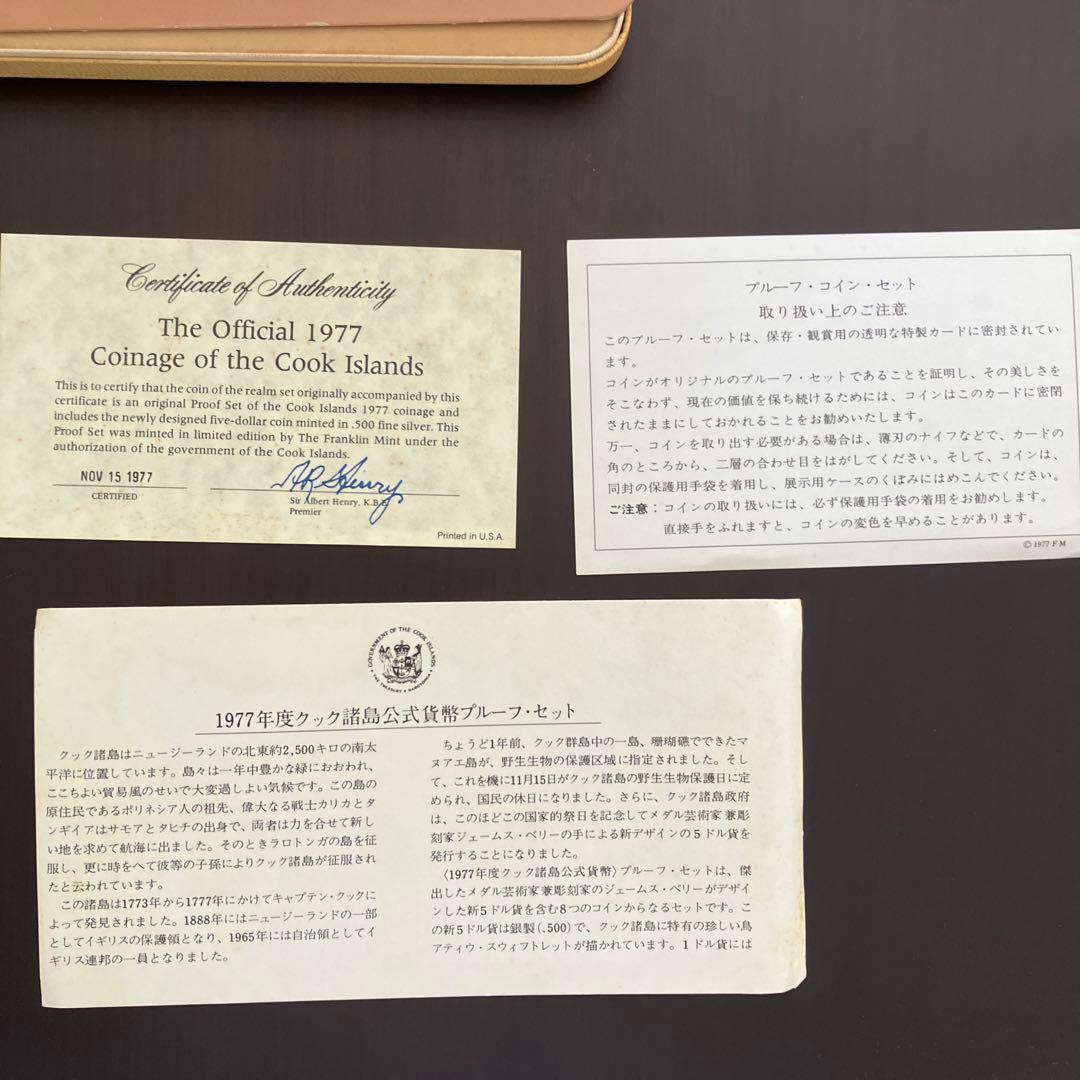 Certificate of Authenticity
The Official 1977
Coinage of the Cook Islands
This is to certify that the coin of the realm set originally accompanied by this
certificate is an original Proof Set of the Cook Islands 1977 coinage and
includes the newly designed five-dollar coin minted in .500 fine silver. This
Proof Set was minted in limited edition by The Franklin Mint under the
authorization of the government of the Cook Islands.
NOV 15 1977
CERTIFIED
Sir Albert Henry, K.B.E.
Premier
Printed in U.S.A.
プルーフ・コイン・セット
取り扱い上のご注意
このプルーフ・セットは、保存・観賞用の透明な特製カードに密封されてい
ます。
コインがオリジナルのプルーフ・セットであることを証明し、その美しさを
そこなわず、現在の価値を保ち続けるためには、コインはこのカードに密閉
されたままにしておかれることをお勧めいたします。
万一、コインを取り出す必要がある場合は、薄刃のナイフなどで、カードの
角のところから、二層の合わせ目をはがしてください。そして、コインは、
同封の保護用手袋を着用し、展示用ケースのくぼみにはめこんでください。
ご注意：コインの取り扱いには、必ず保護用手袋の着用をお勧めします。
直接手をふれますと、コインの変色を早めることがあります。
© 1977 FM
GOVERNMENT OF THE COOK ISLANDS
• THE TREASURY • RAROTONGA •
1977年度クック諸島公式貨幣プルーフ・セット
クック諸島はニュージーランドの北東約2,500キロの南太
平洋に位置しています。島々は一年中豊かな緑におおわれ、
ここちよい貿易風のせいで大変過しよい気候です。この島の
原住民であるポリネシア人の祖先、偉大なる戦士カリカとタ
ンギイアはサモアとタヒチの出身で、両者は力を合せて新し
い地を求めて航海に出ました。そのときラロトンガの島を征
服し、更に時をへて彼等の子孫によりクック諸島が征服され
たと云われています。
この諸島は1773年から1777年にかけてキャプテン・クックに
よって発見されました。1888年にはニュージーランドの一部
としてイギリスの保護領となり、1965年には自治領としてイ
ギリス連邦の一員となりました。
ちょうど1年前、クック群島中の一島、珊瑚礁でできたマ
ヌアエ島が、野生生物の保護区域に指定されました。そし
て、これを機に11月15日がクック諸島の野生生物保護日に定
められ、国民の休日になりました。さらに、クック諸島政府
は、このほどこの国家的祭日を記念してメダル芸術家兼彫
刻家ジェームス・ベリーの手による新デザインの5ドル貨を
発行することになりました。
〈1977年度クック諸島公式貨幣〉プルーフ・セットは、傑
出したメダル芸術家兼彫刻家のジェームス・ベリーがデザイ
ンした新5ドル貨を含む8つのコインからなるセットです。こ
の新5ドル貨は銀製(.500)で、クック諸島に特有の珍しい鳥
アティウ・スウィフトレットが描かれています。1ドル貨には